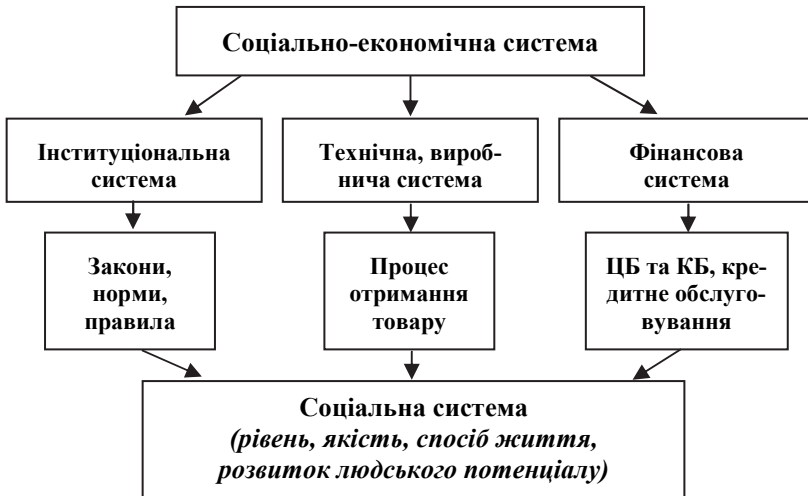 Соціально-економічна система
Інституціональна
система
Технічна, вироб-
нича система
Фінансова
система
Закони,
норми,
правила
Процес
отримання
товару
ЦБ та КБ, кре-
дитне обслуго-
вування
Соціальна система
(рівень, якість, спосіб життя,
розвиток людського потенціалу)